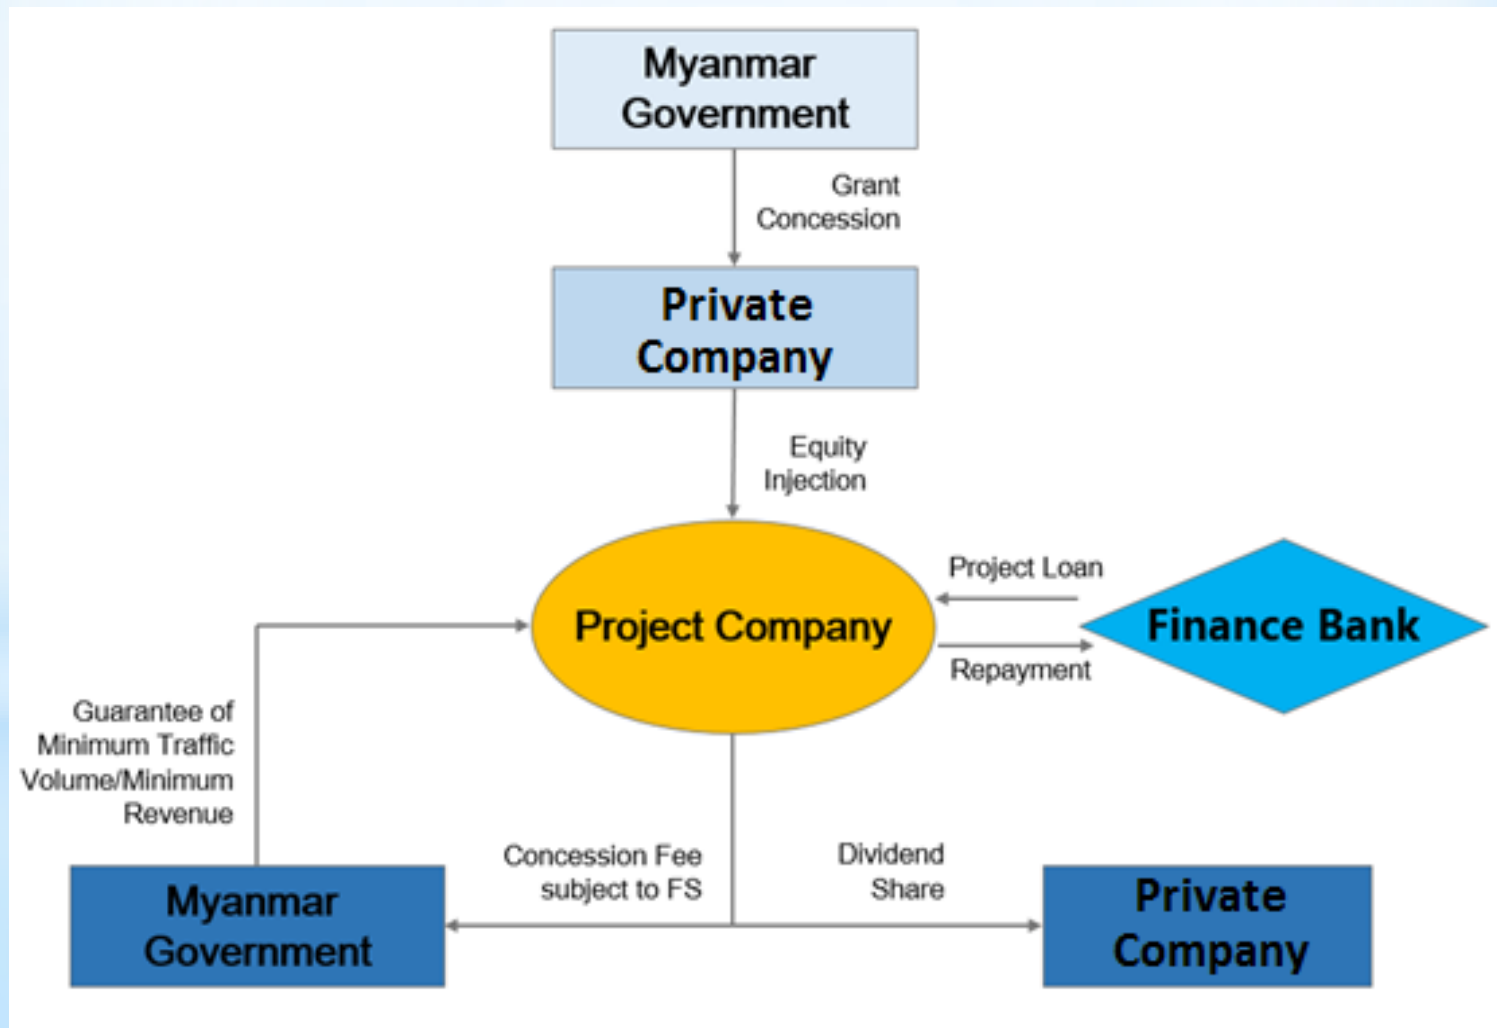 Myanmar
Government
Grant
Concession
Private
Company
Equity
Injection
Project Loan
Project Company
Finance Bank
Repayment
Guarantee of
Minimum Traffic
Volume/Minimum
Revenue
Concession Fee
subject to FS
Dividend
Share
Myanmar
Government
Private
Company